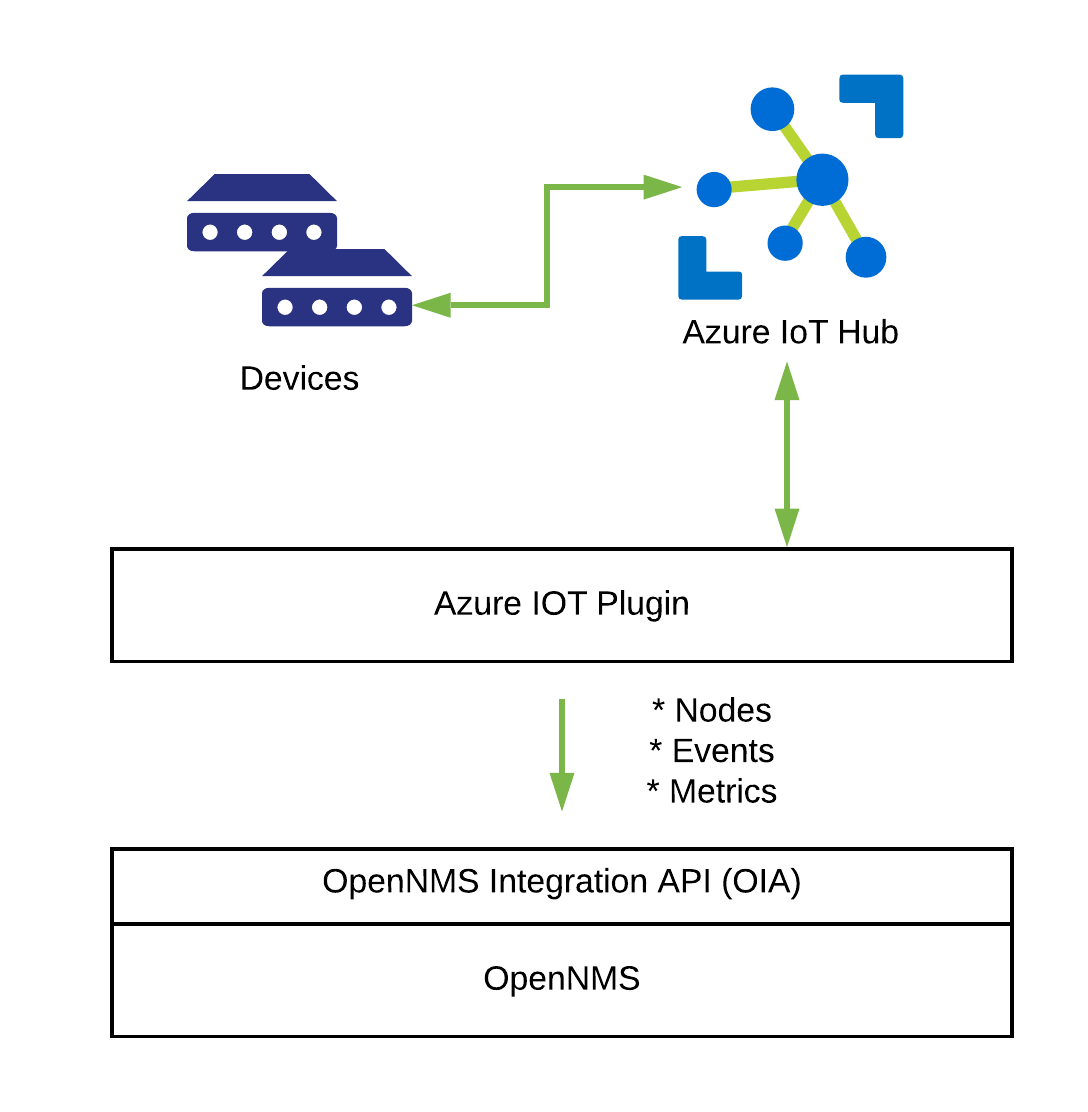 Azure IoT Hub
Devices
Azure IOT Plugin
* Nodes
* Events
* Metrics
OpenNMS Integration API (OIA)
OpenNMS